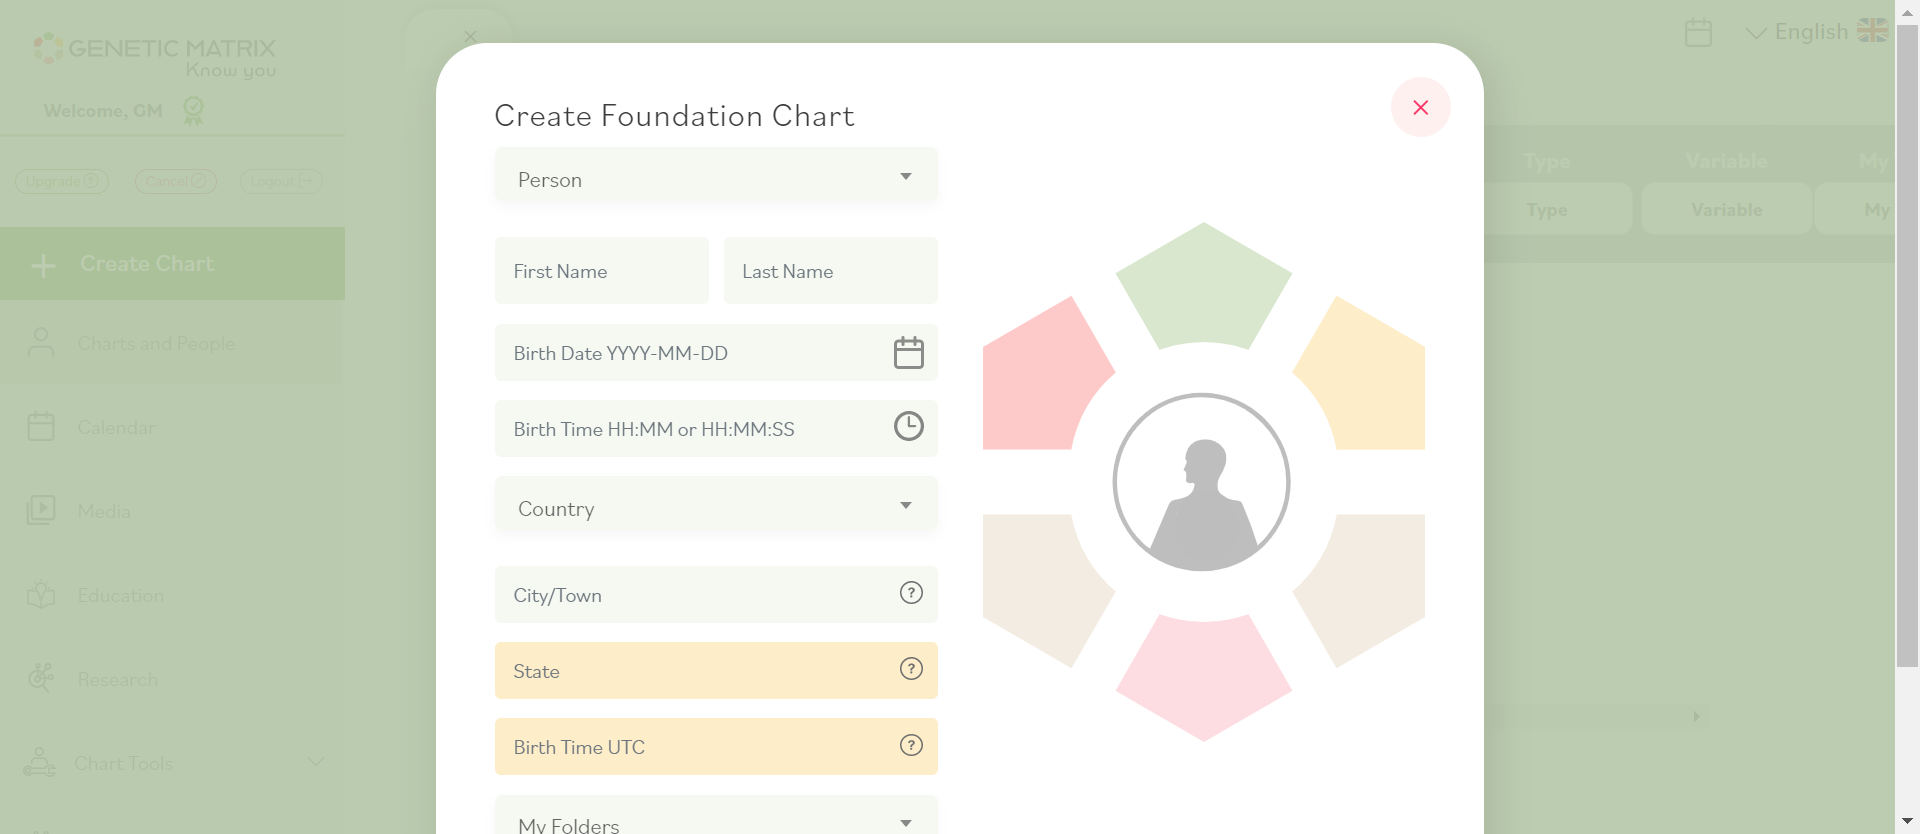 GENETIC MATRIX
Know you
Welcome, GM
Upgrade
Cancel
Logout
Create Chart
Charts and People
Calendar
Media
Education
Research
Chart Tools
English
Type
Variable
My
Type
Variable
My
Create Foundation Chart
Person
First Name
Last Name
Birth Date YYYY-MM-DD
Birth Time HH:MM or HH:MM:SS
Country
City/Town
State
Birth Time UTC
My Folders